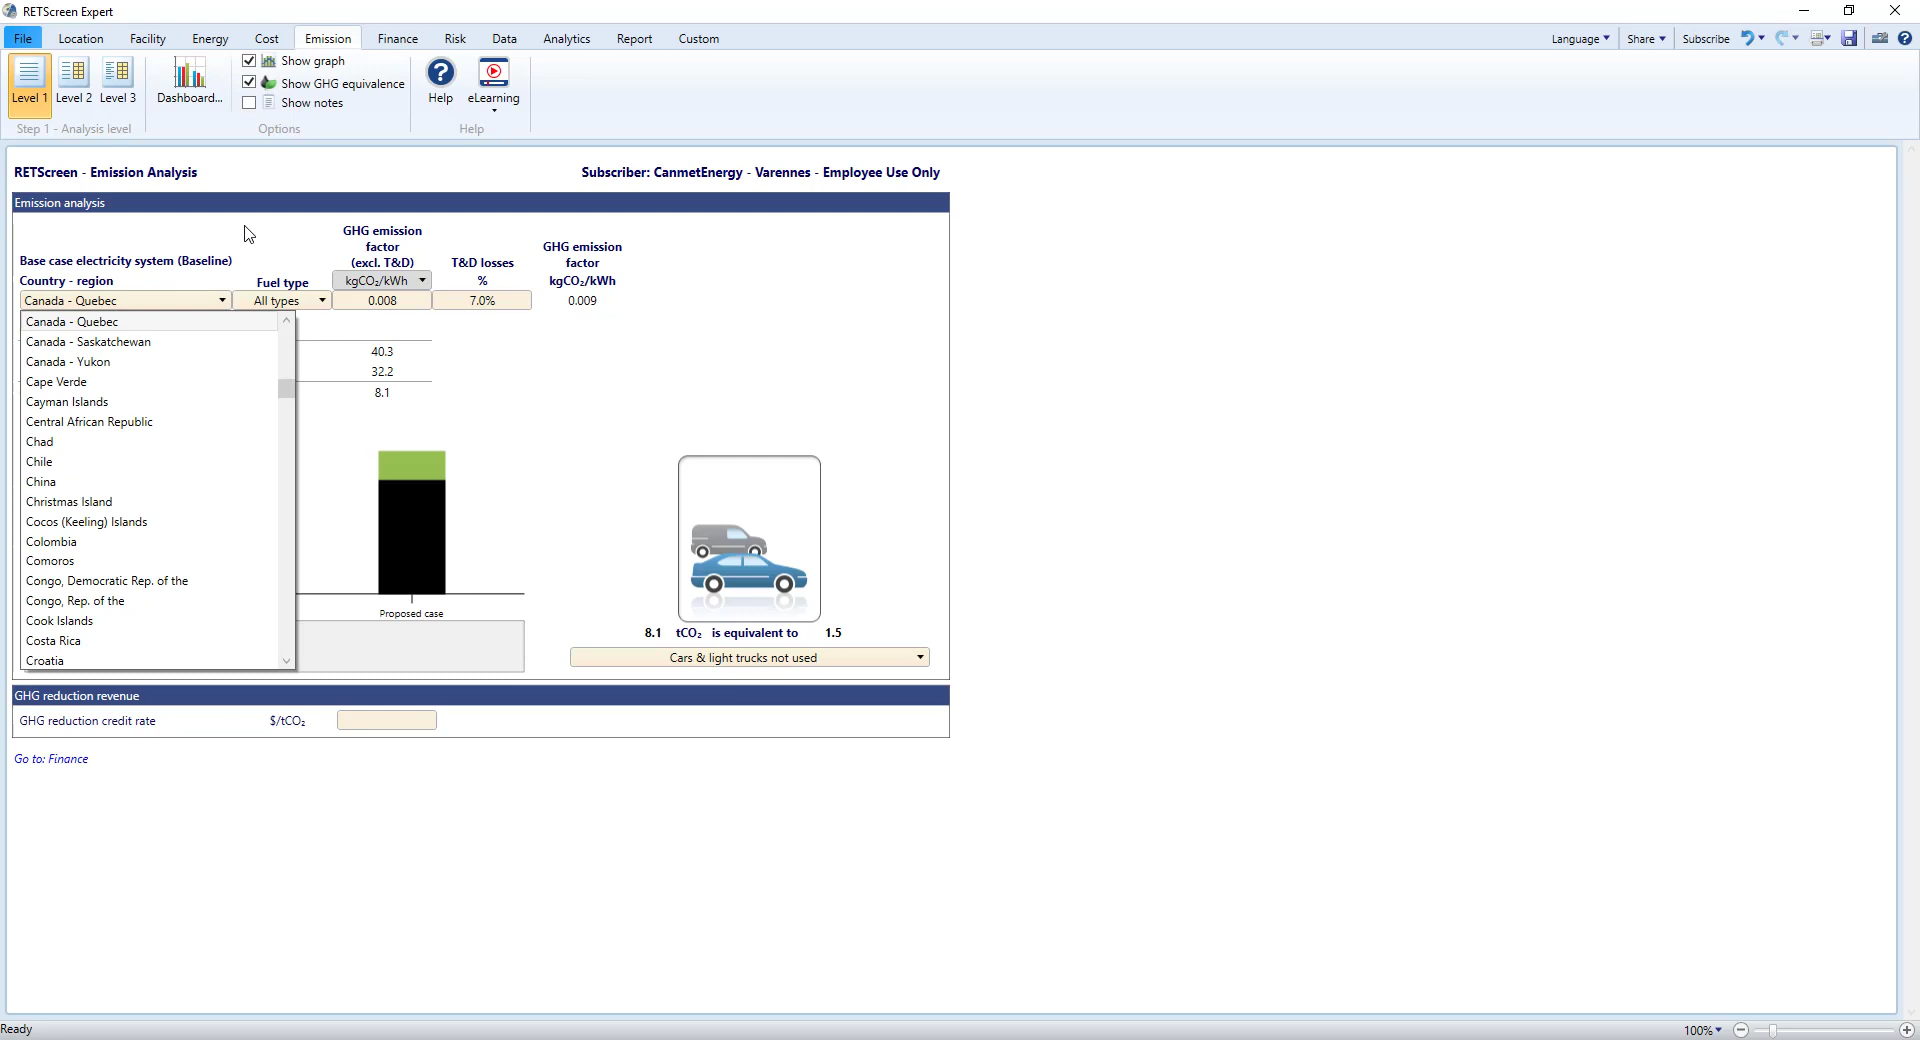 RETScreen Expert
File Location Facility Energy Cost Emission Finance Risk Data Analytics Report Custom Language Share Subscribe
Level 1 Level 2 Level 3
Step 1 - Analysis level
Dashboard...
Show graph
Show GHG equivalence
Show notes
Options
Help eLearning
Help
RETScreen - Emission Analysis
Subscriber: CanmetEnergy - Varennes - Employee Use Only
Emission analysis
GHG emission
factor
(excl. T&D)
T&D losses
GHG emission
factor
Base case electricity system (Baseline)
Country - region Fuel type kgCO₂/kWh % kgCO₂/kWh
Canada - Quebec All types 0.008 7.0% 0.009
Canada - Quebec
Canada - Saskatchewan
Canada - Yukon
Cape Verde
Cayman Islands
Central African Republic
Chad
Chile
China
Christmas Island
Cocos (Keeling) Islands
Colombia
Comoros
Congo, Democratic Rep. of the
Congo, Rep. of the
Cook Islands
Costa Rica
Croatia
40.3
32.2
8.1
Proposed case
8.1 tCO₂ is equivalent to 1.5
Cars & light trucks not used
GHG reduction revenue
GHG reduction credit rate $/tCO₂
Go to: Finance
Ready
100%